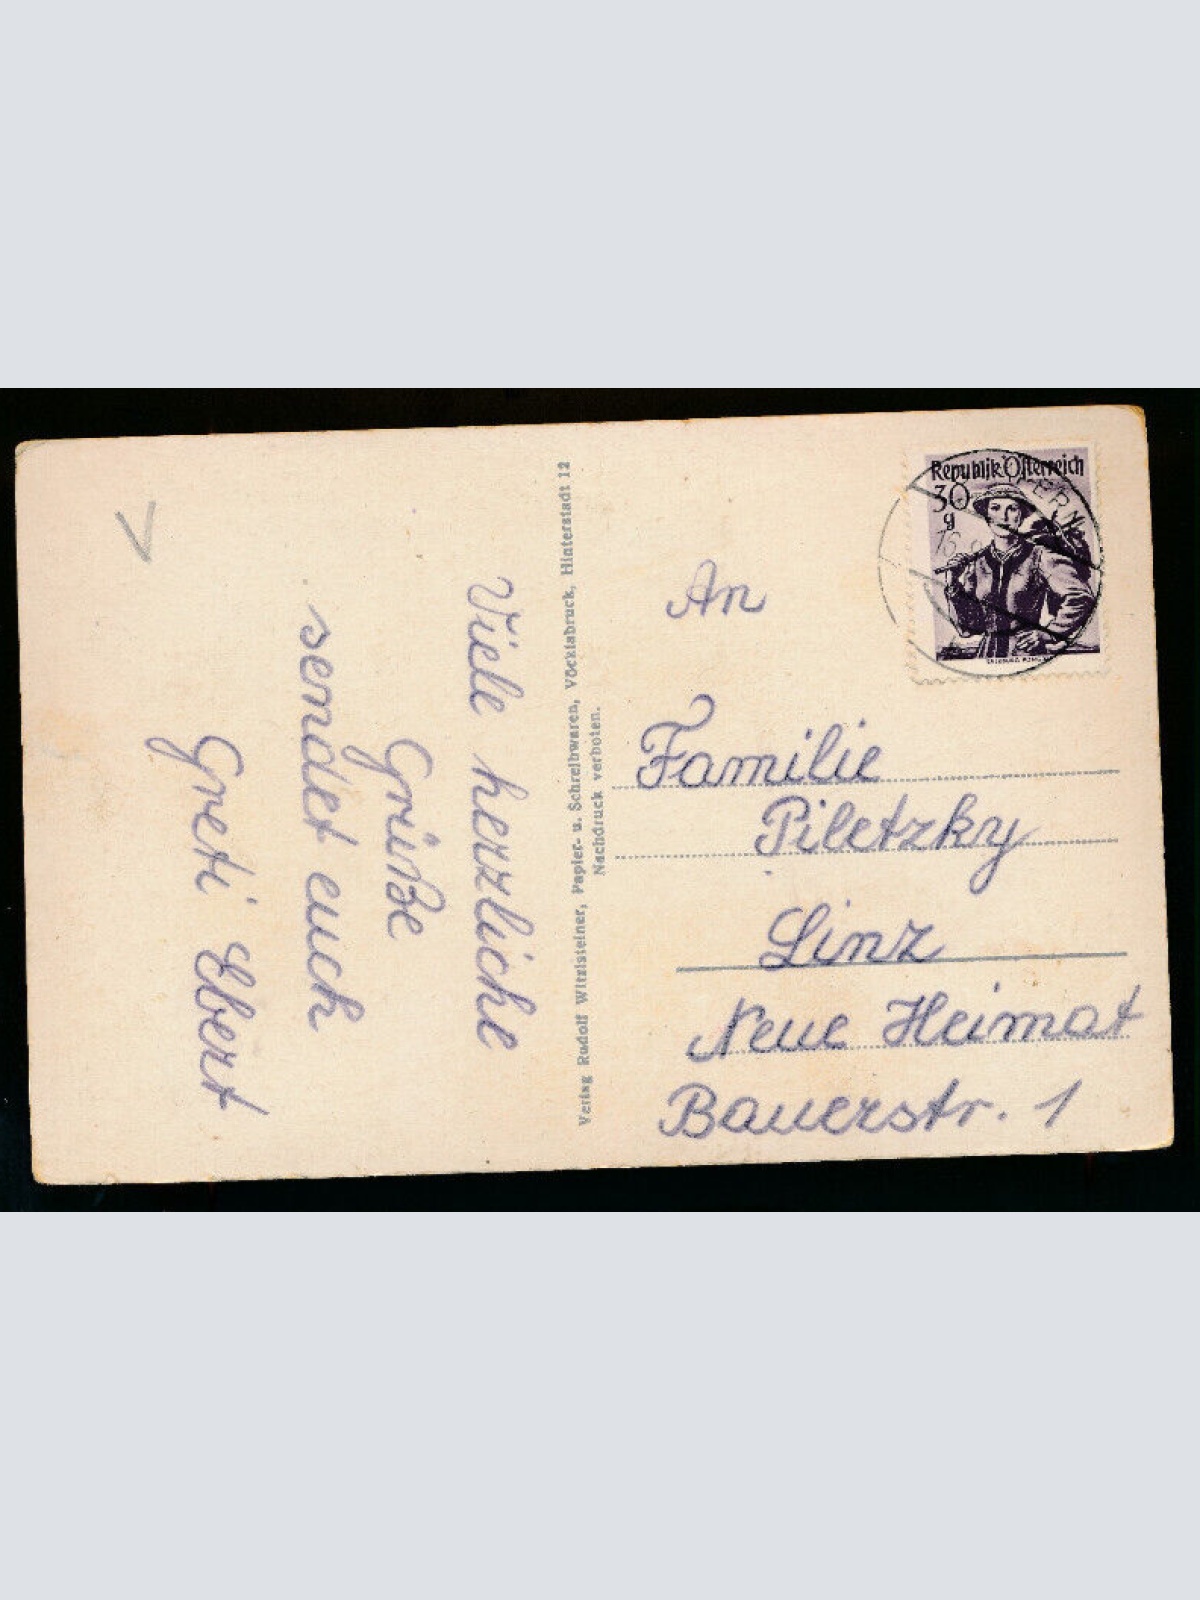 Viele herzliche
Grüße
sendet euch
Greti Ebert
Verlag Rudolf Witzlsteiner, Papier- u. Schreibwaren, Vöcklabruck, Hinterstadt 12
Nachdruck verboten.
Republik Österreich
30
g
An
Familie
Piletzky
Linz
Neue Heimat
Bauerstr. 1